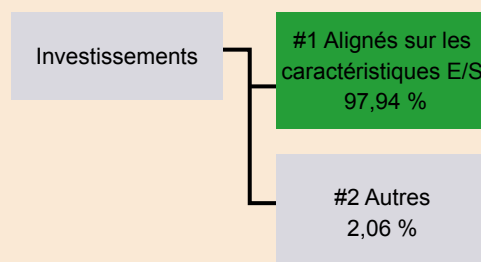 Investissements
#1 Alignés sur les
caractéristiques E/S
97,94 %
#2 Autres
2,06 %